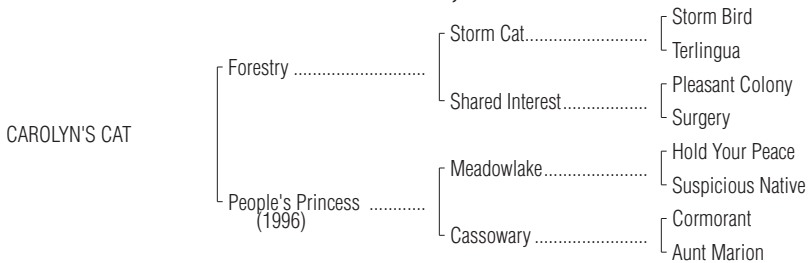 Storm Bird
Storm Cat..............................
Terlingua
Forestry ................................
Pleasant Colony
Shared Interest.....................
Surgery
CAROLYN'S CAT
Hold Your Peace
Meadowlake.........................
Suspicious Native
People's Princess ..............
(1996)
Cormorant
Cassowary ...........................
Aunt Marion